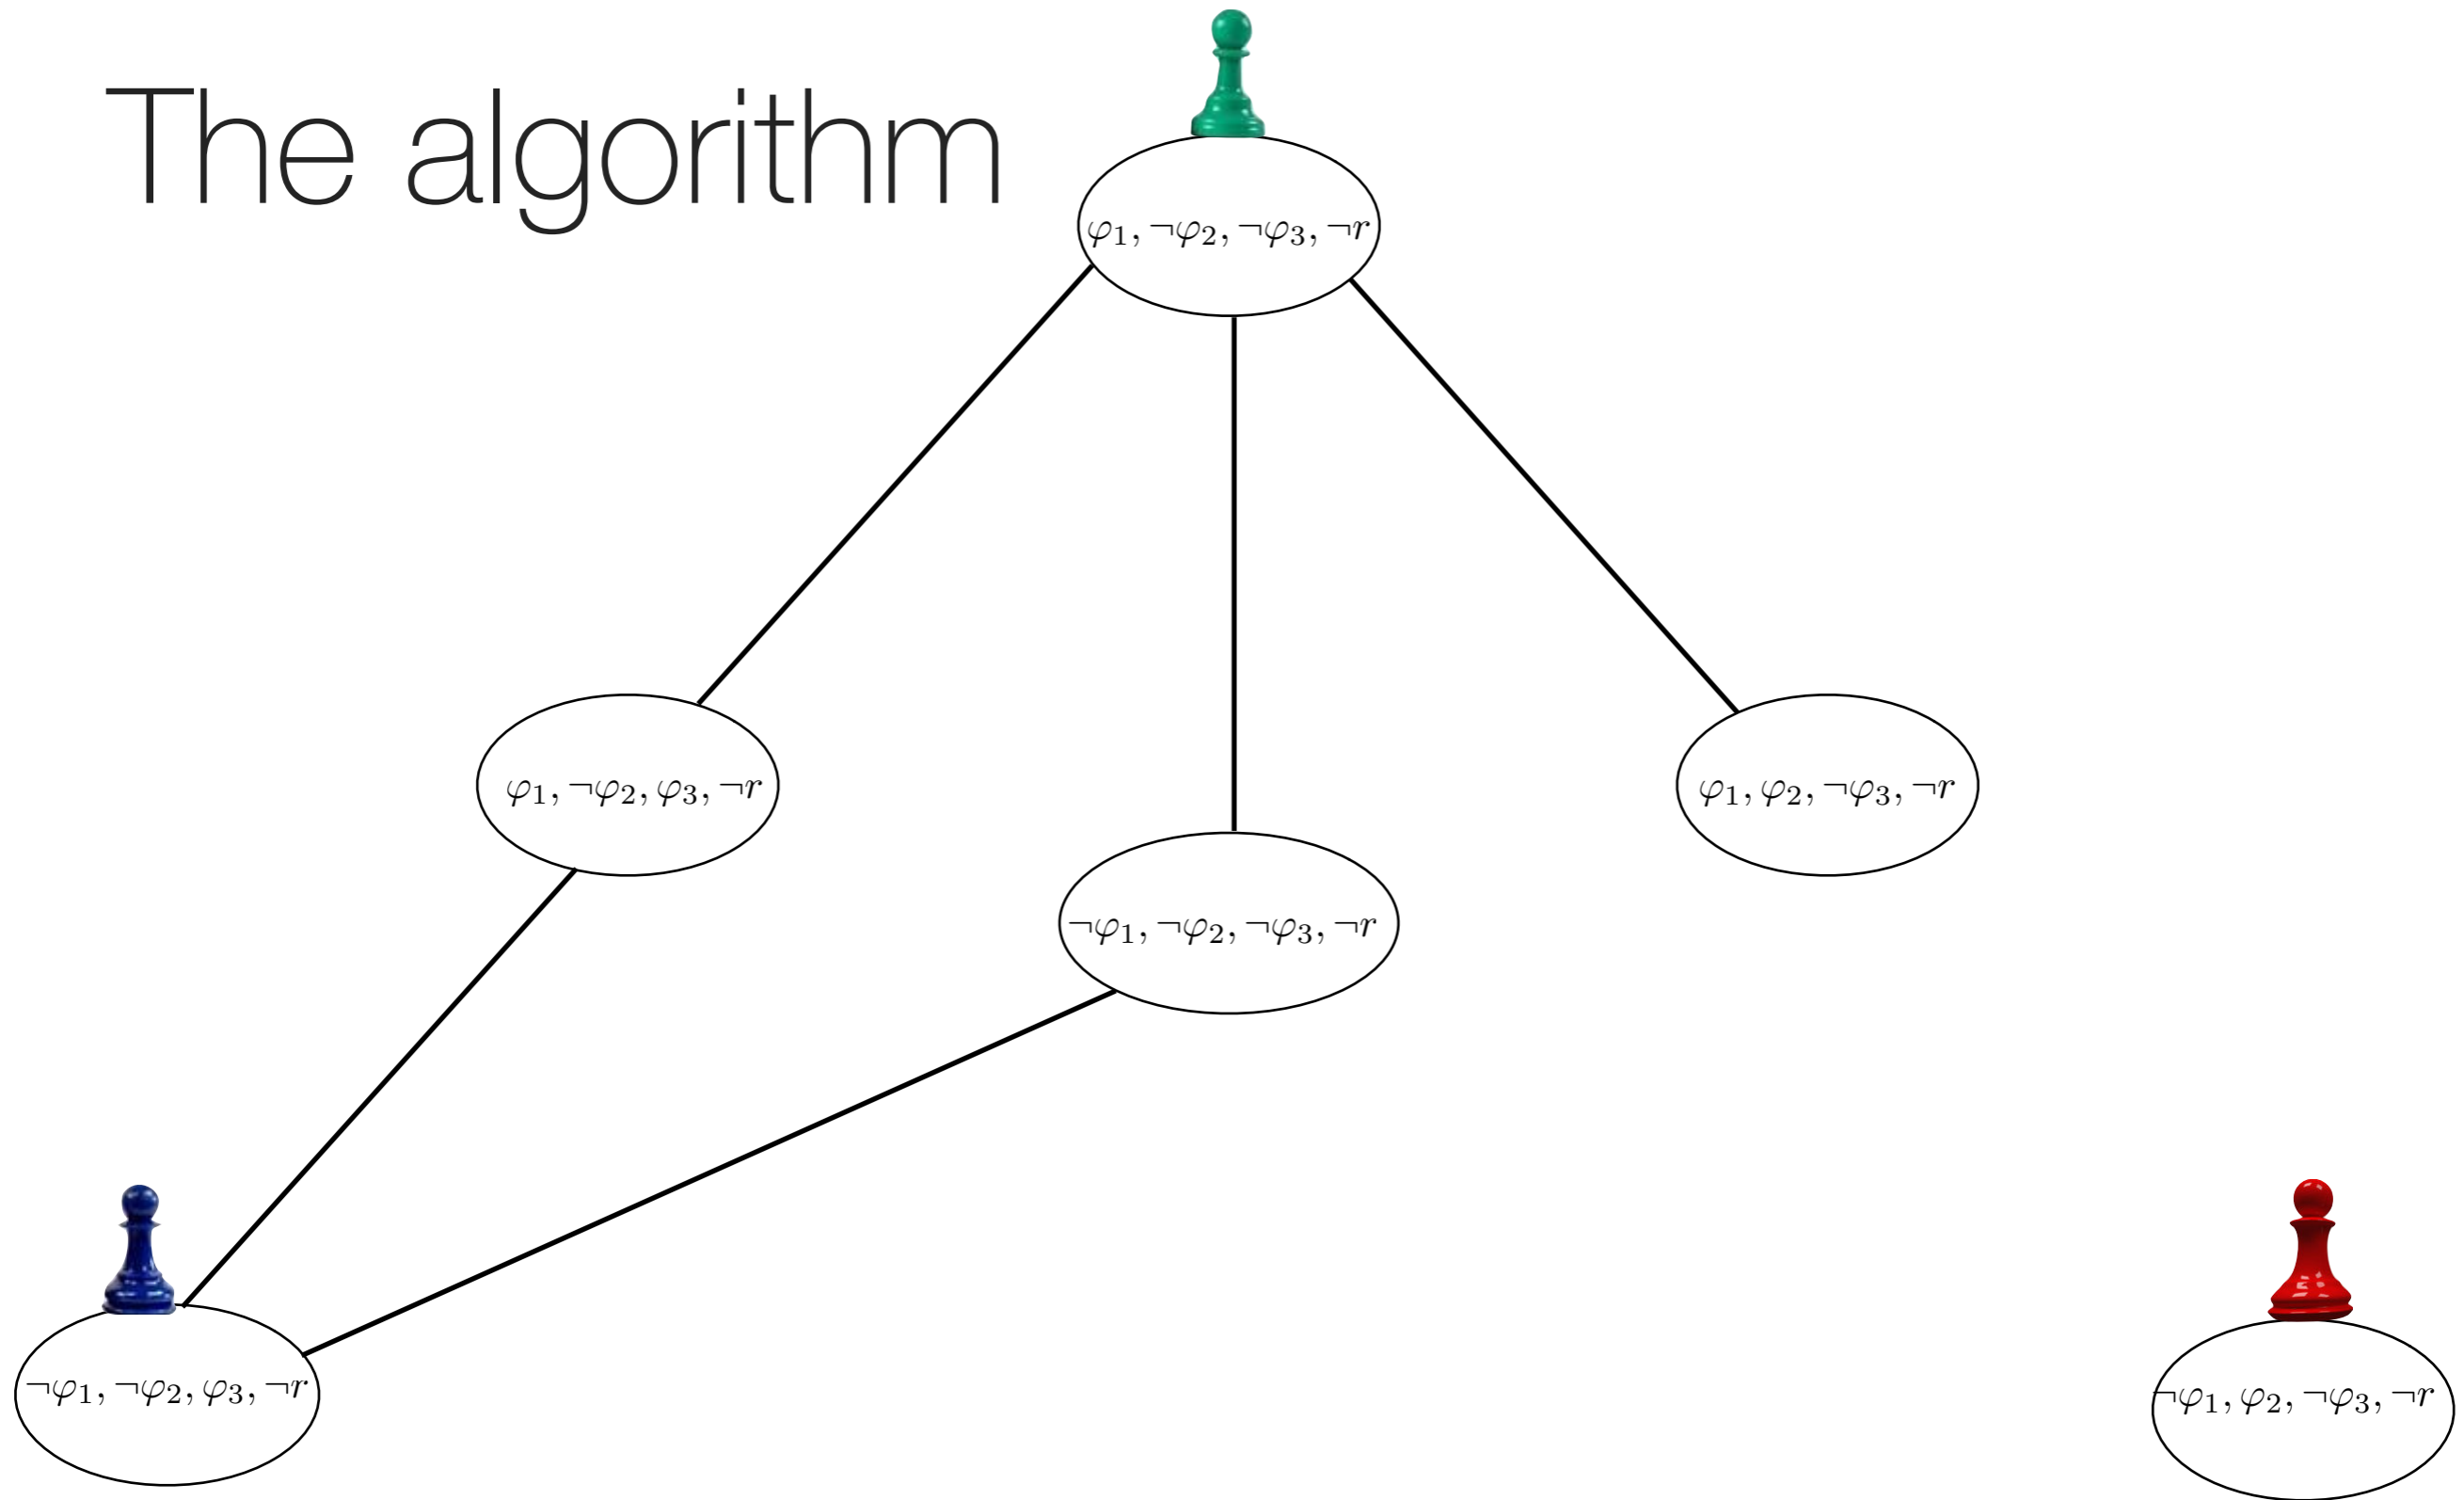 The algorithm
φ₁, ¬φ₂, ¬φ₃, ¬r
φ₁, ¬φ₂, φ₃, ¬r
φ₁, φ₂, ¬φ₃, ¬r
¬φ₁, ¬φ₂, ¬φ₃, ¬r
¬φ₁, ¬φ₂, φ₃, ¬r
¬φ₁, φ₂, ¬φ₃, ¬r